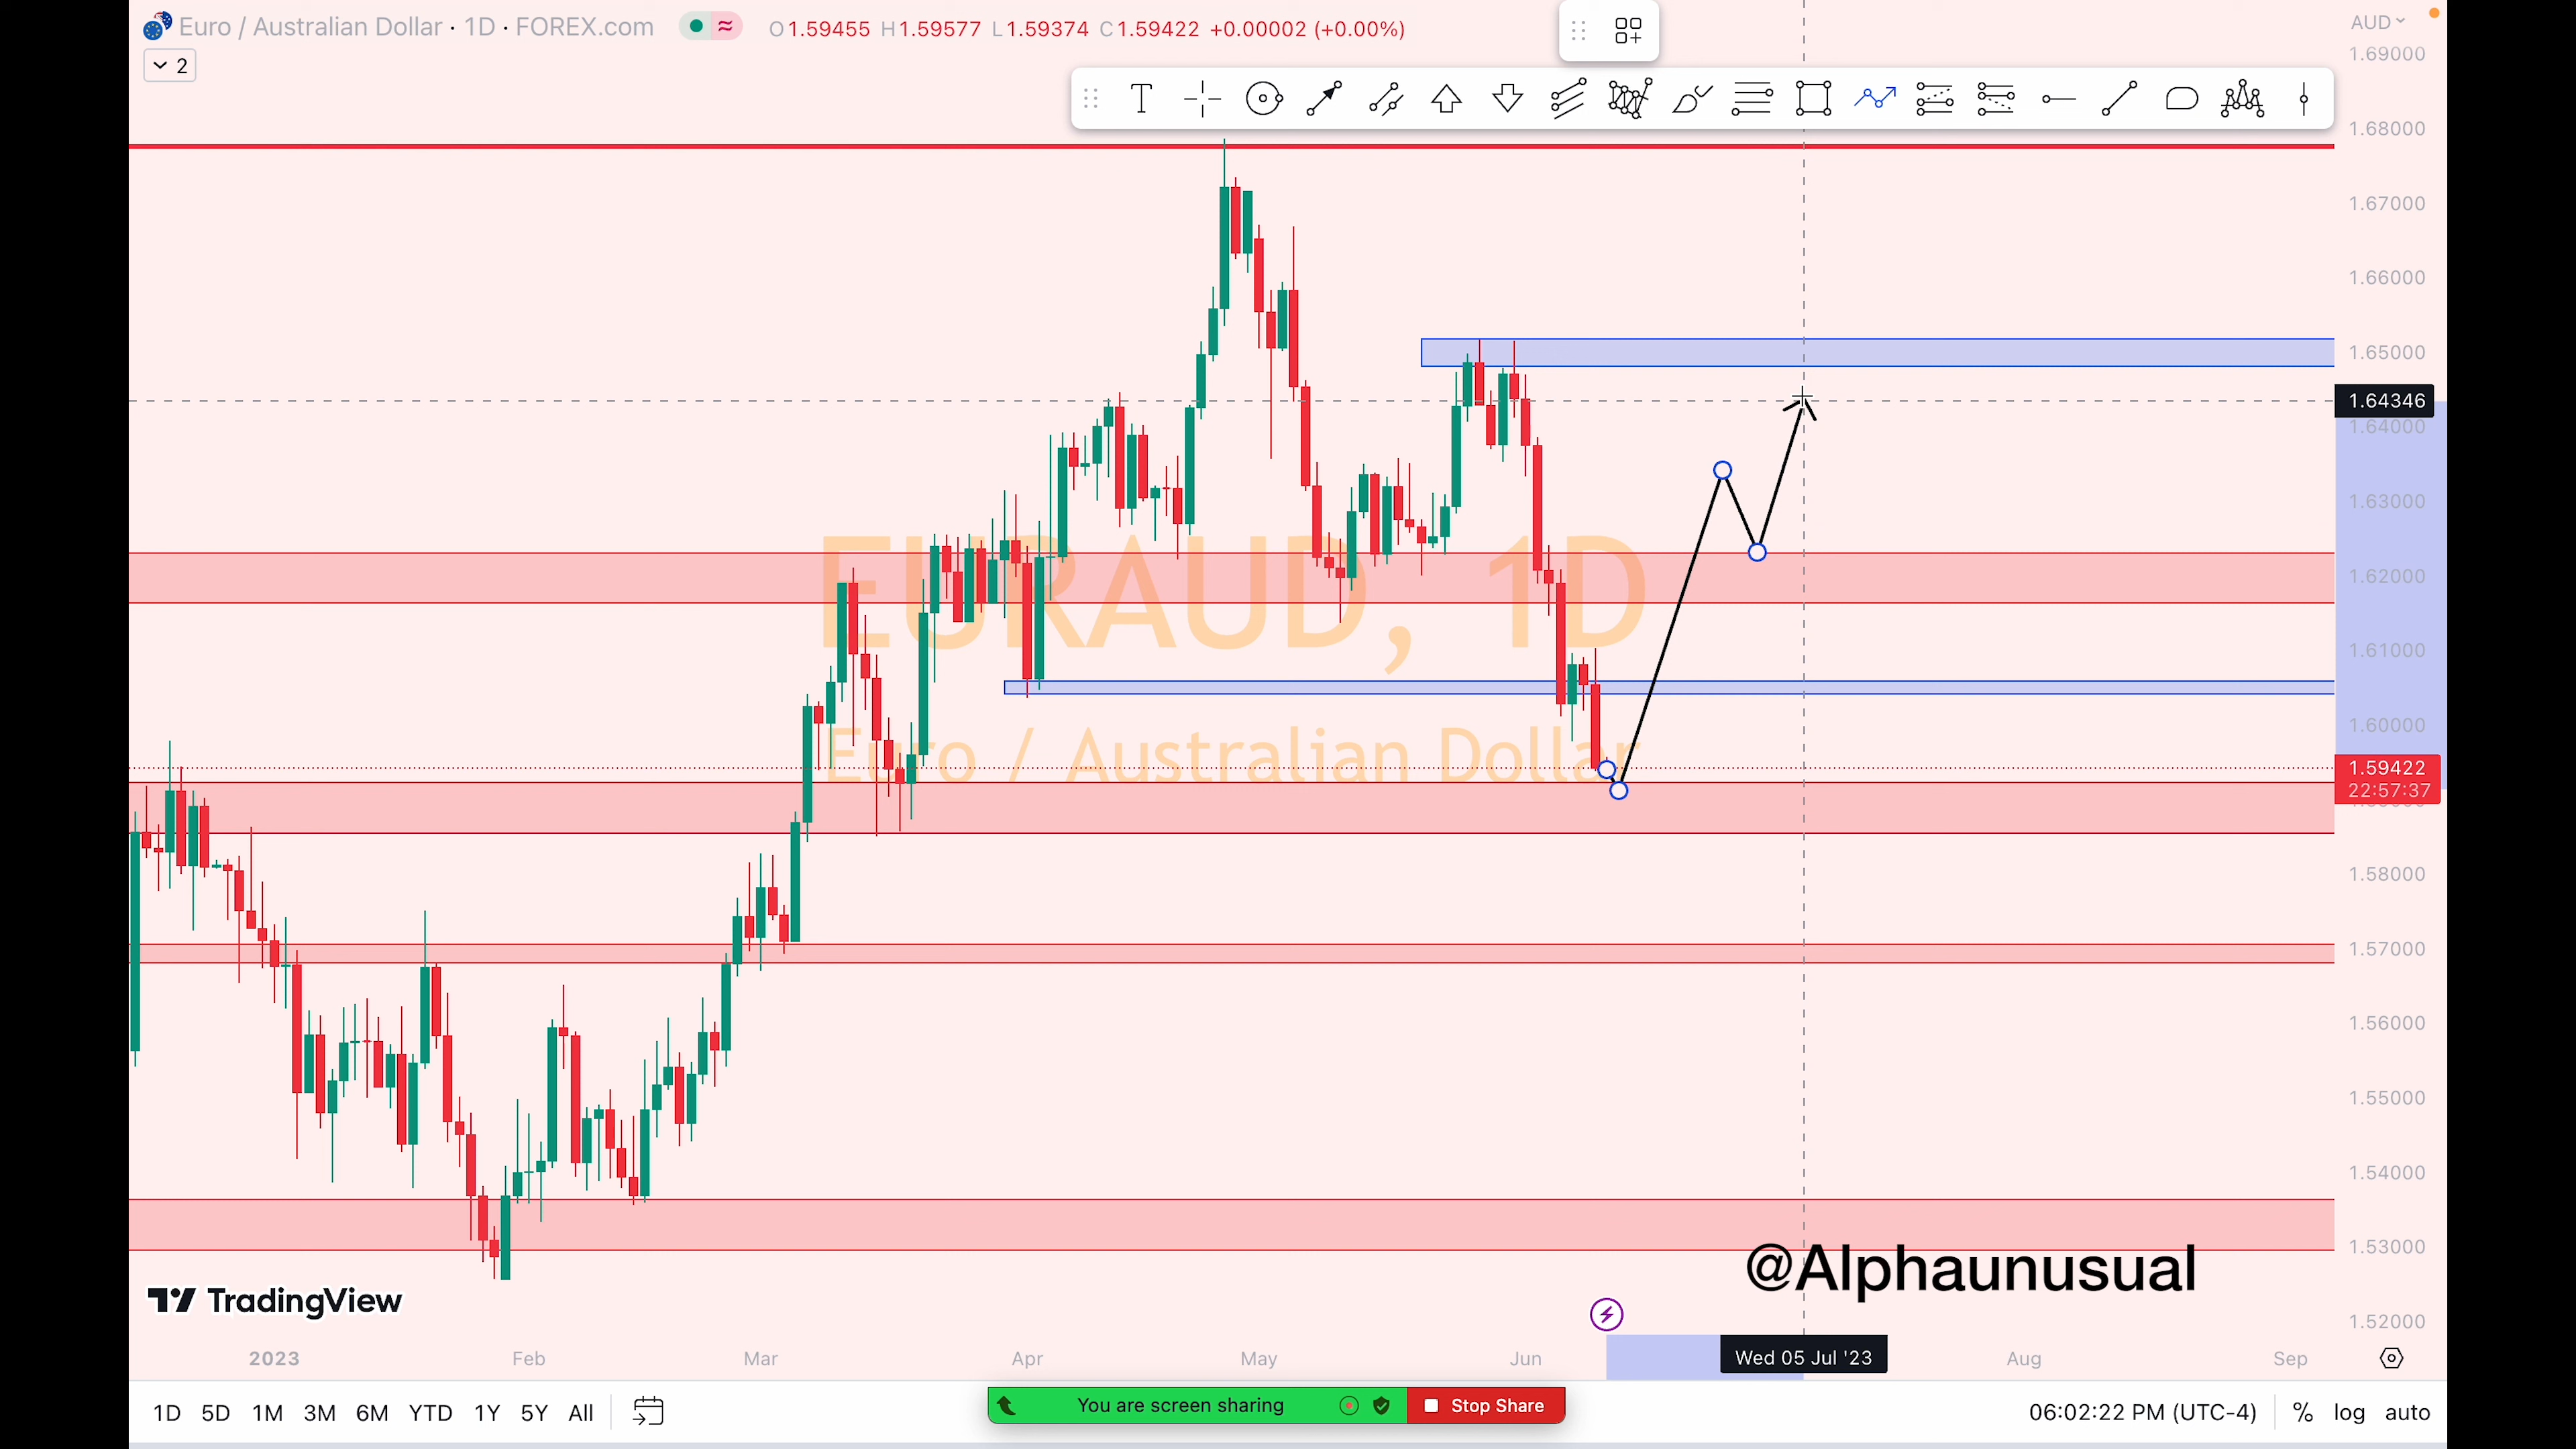 Euro / Australian Dollar · 1D · FOREX.com
O1.59455 H1.59577 L1.59374 C1.59422 +0.00002 (+0.00%)
2
AUD
1.69000
1.68000
1.67000
1.66000
1.65000
1.64346
1.64000
1.63000
1.62000
1.61000
1.60000
1.59422
22:57:37
1.58000
1.57000
1.56000
1.55000
1.54000
1.53000
1.52000
EURAUD, 1D
Euro / Australian Dollar
@Alphaunusual
TradingView
2023 Feb Mar Apr May Jun Wed 05 Jul '23 Aug Sep
1D 5D 1M 3M 6M YTD 1Y 5Y All
You are screen sharing Stop Share
06:02:22 PM (UTC-4) % log auto